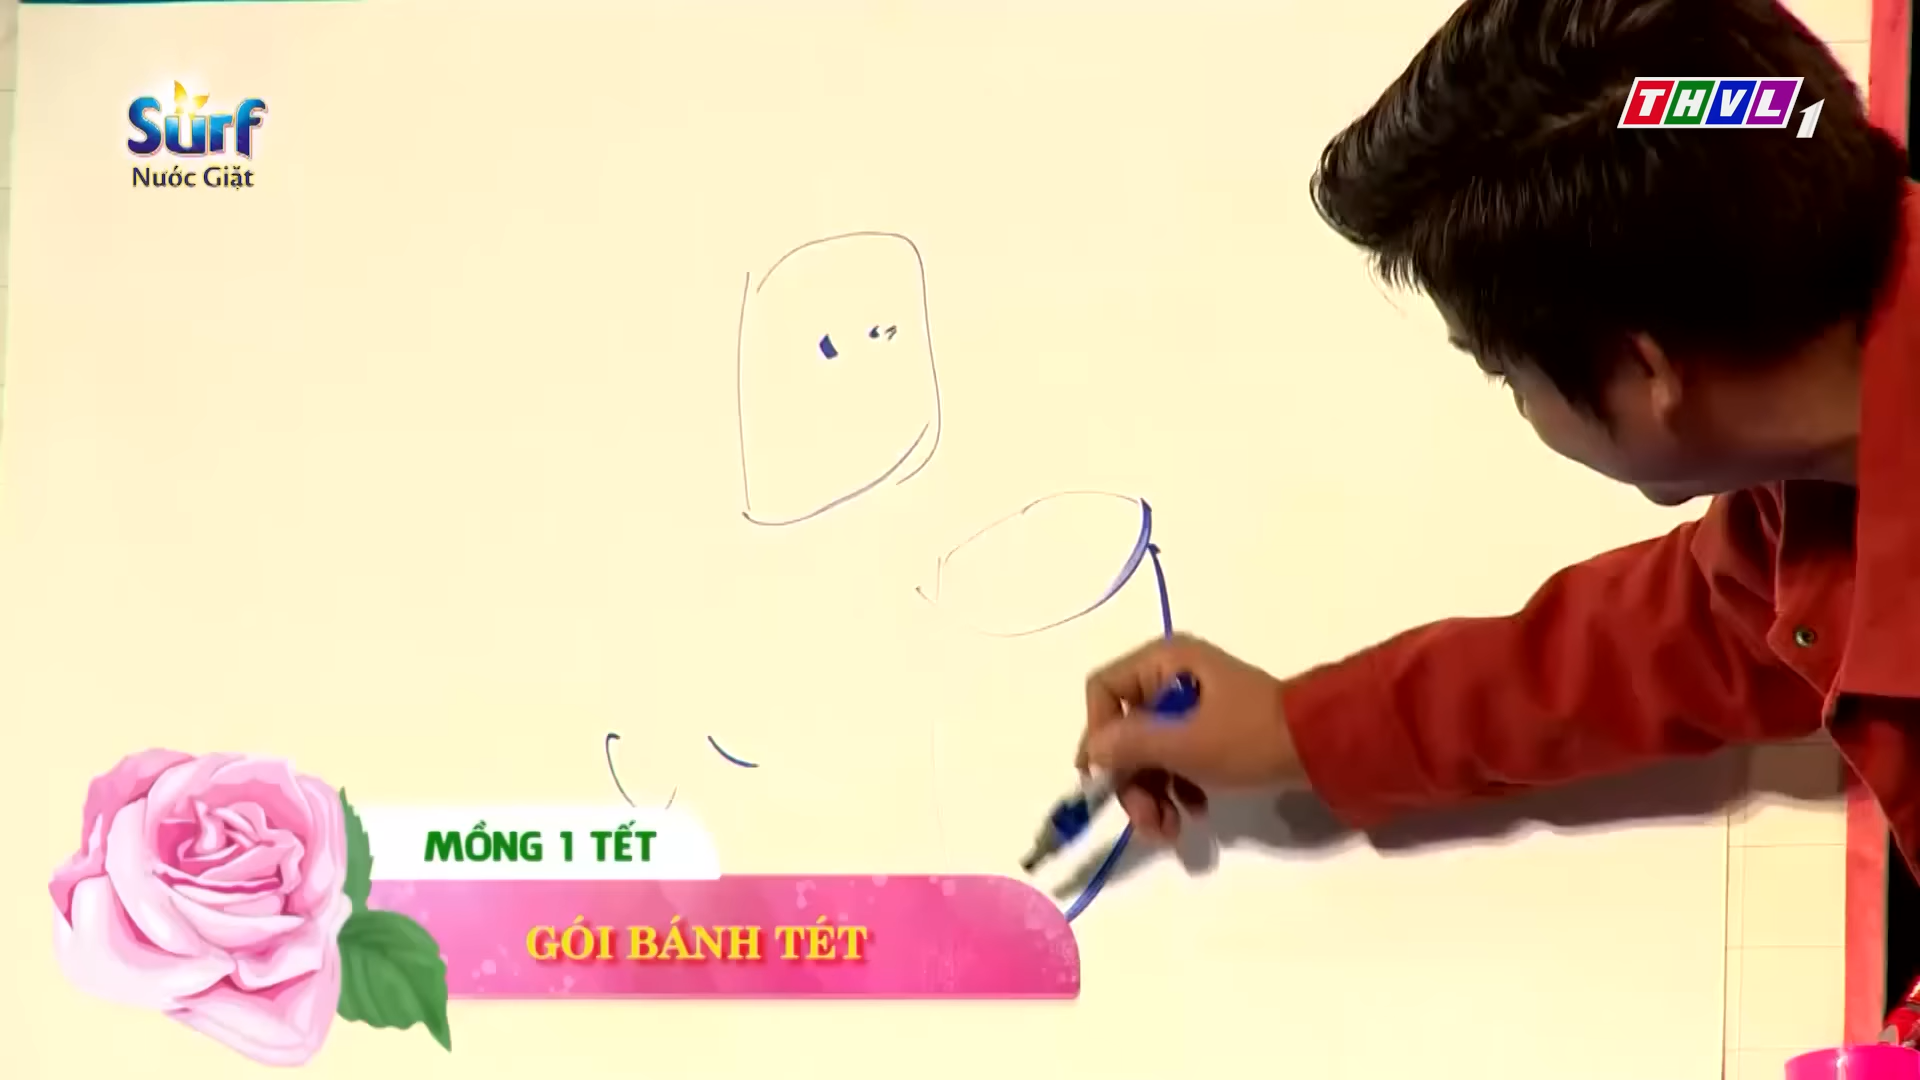 Surf
Nước Giặt
THVL1
MỒNG 1 TẾT
GÓI BÁNH TÉT